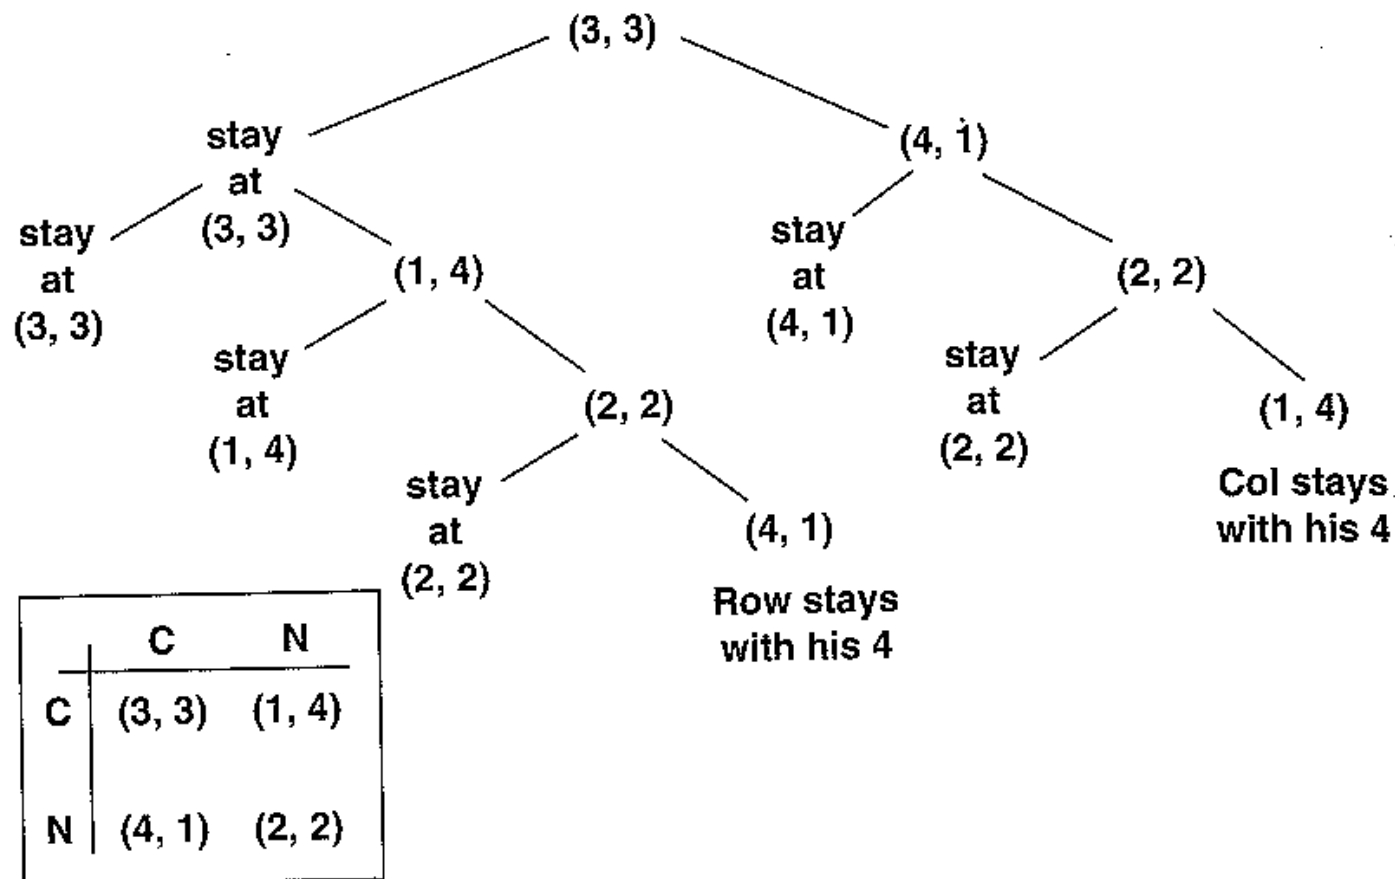 (3, 3)
stay
at
(3, 3)
(4, 1)
stay
at
(3, 3)
(1, 4)
stay
at
(4, 1)
(2, 2)
stay
at
(1, 4)
(2, 2)
stay
at
(2, 2)
(1, 4)
Col stays
with his 4
stay
at
(2, 2)
(4, 1)
Row stays
with his 4
C N
C (3, 3) (1, 4)
N (4, 1) (2, 2)